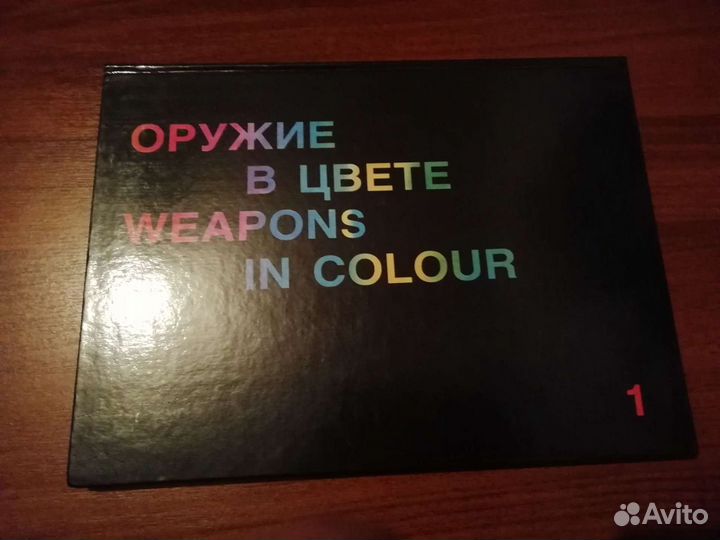 ОРУЖИЕ
В ЦВЕТЕ
WEAPONS
IN COLOUR
1
Avito